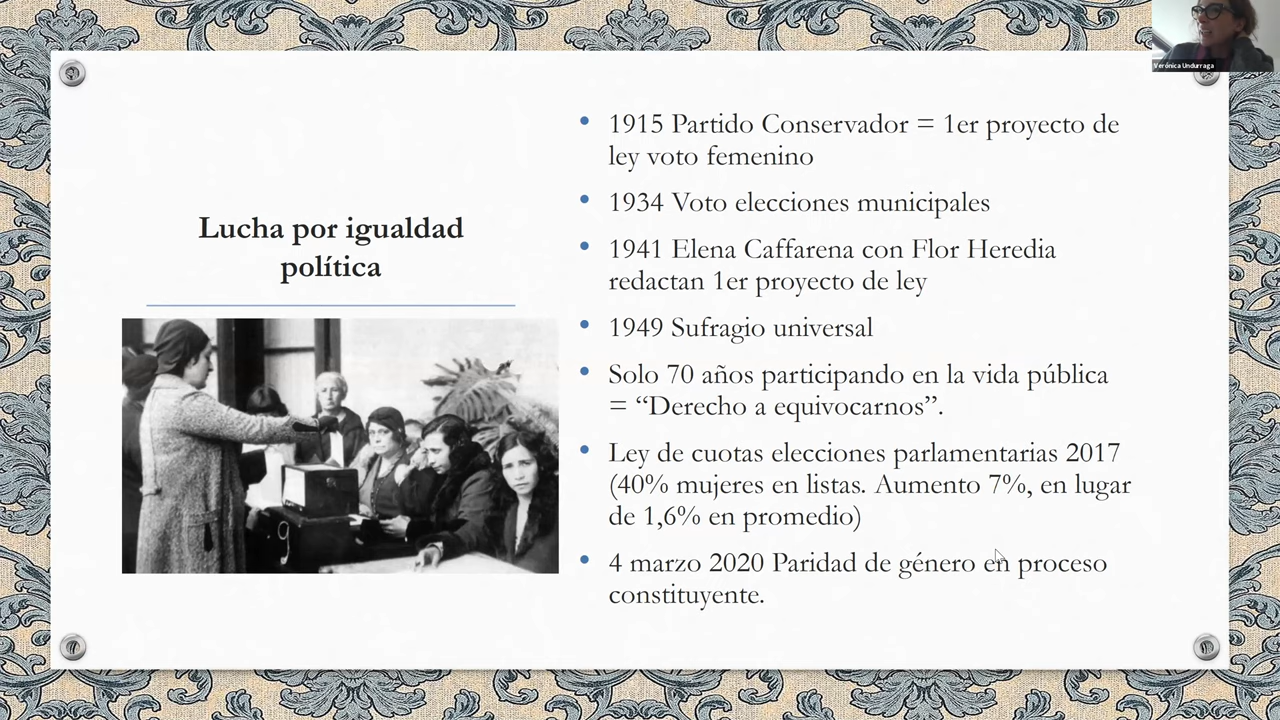 Verónica Undurraga
Lucha por igualdad
política
• 1915 Partido Conservador = 1er proyecto de
ley voto femenino
• 1934 Voto elecciones municipales
• 1941 Elena Caffarena con Flor Heredia
redactan 1er proyecto de ley
• 1949 Sufragio universal
• Solo 70 años participando en la vida pública
= “Derecho a equivocarnos”.
• Ley de cuotas elecciones parlamentarias 2017
(40% mujeres en listas. Aumento 7%, en lugar
de 1,6% en promedio)
• 4 marzo 2020 Paridad de género en proceso
constituyente.